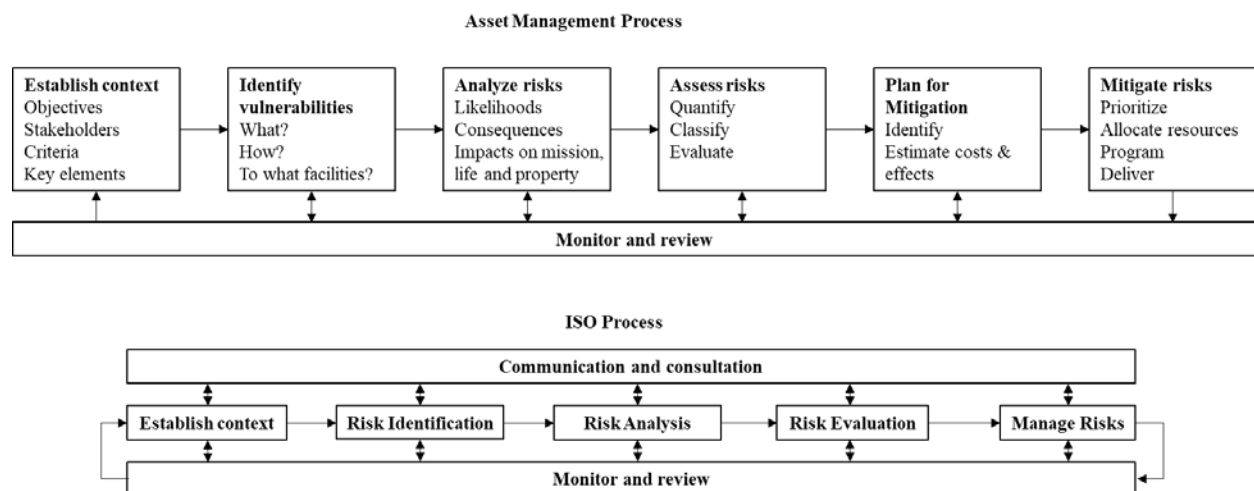 Asset Management Process
Establish context
Objectives
Stakeholders
Criteria
Key elements
Identify
vulnerabilities
What?
How?
To what facilities?
Analyze risks
Likelihoods
Consequences
Impacts on mission,
life and property
Assess risks
Quantify
Classify
Evaluate
Plan for
Mitigation
Identify
Estimate costs &
effects
Mitigate risks
Prioritize
Allocate resources
Program
Deliver
Monitor and review
ISO Process
Communication and consultation
Establish context
Risk Identification
Risk Analysis
Risk Evaluation
Manage Risks
Monitor and review